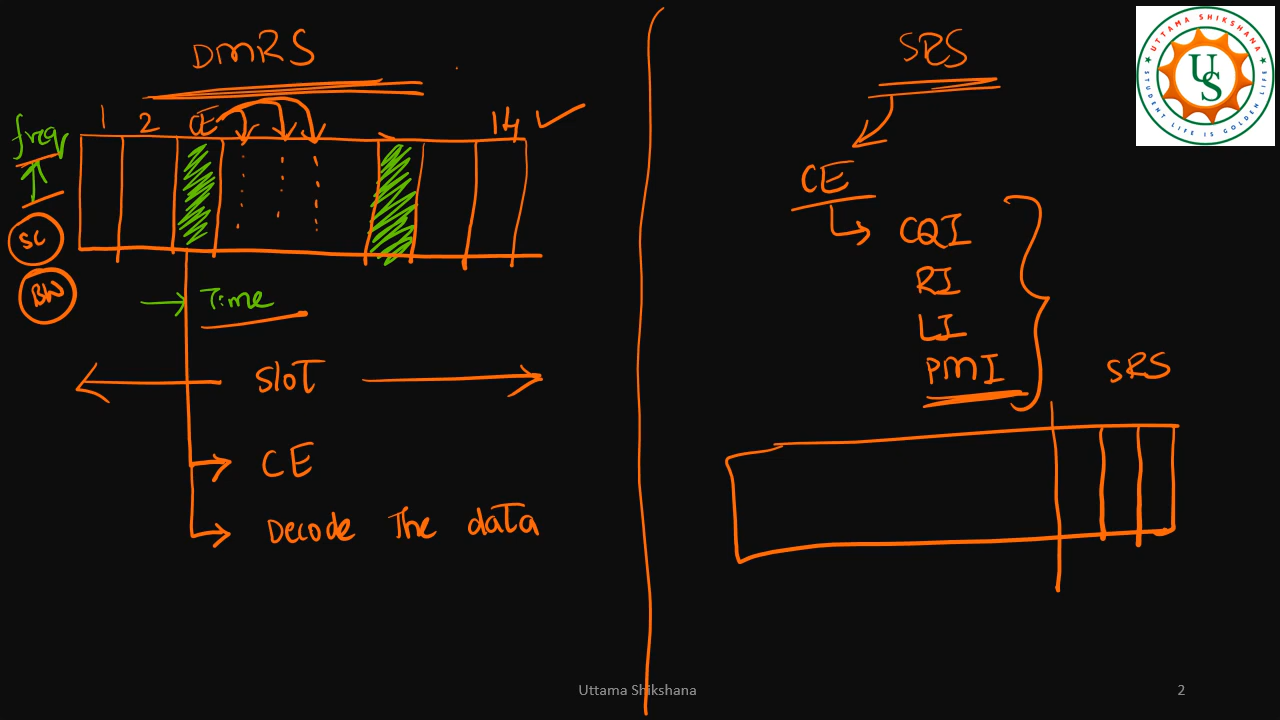 DMRS
1 2 CE 14
freq
SC
BW
Time
SLOT
CE
Decode The data
SRS
CE
CQI
RI
LI
PMI
SRS
UTTAMA SHIKSHANA
US
STUDENT LIFE IS GOLDEN LIFE
Uttama Shikshana
2